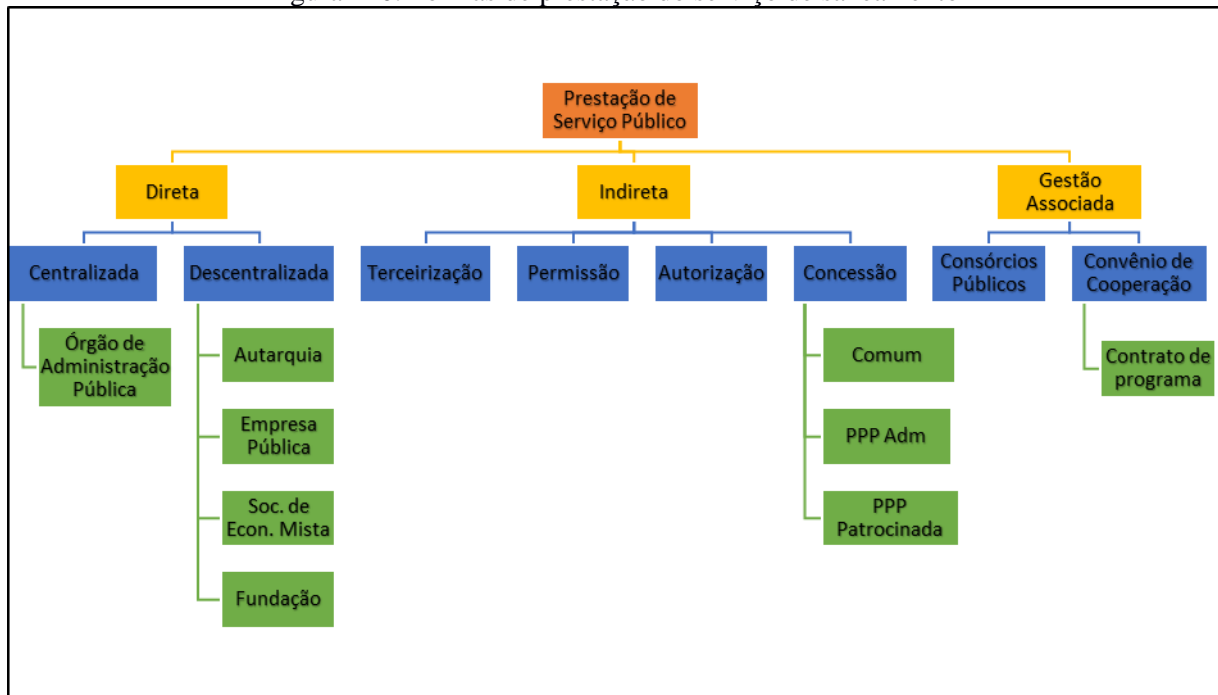 Prestação de
Serviço Público
Direta
Indireta
Gestão
Associada
Centralizada
Descentralizada
Terceirização
Permissão
Autorização
Concessão
Consórcios
Públicos
Convênio de
Cooperação
Órgão de
Administração
Pública
Autarquia
Empresa
Pública
Soc. de
Econ. Mista
Fundação
Comum
PPP Adm
PPP
Patrocinada
Contrato de
programa